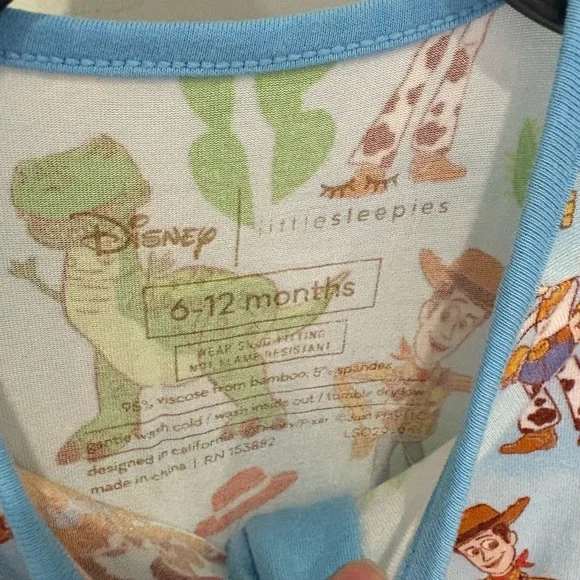 Disney | littlesleepies
6-12 months
WEAR SNUG-FITTING
NOT FLAME RESISTANT
95% viscose from bamboo, 5% spandex
gentle wash cold / wash inside out / tumble dry low
designed in california
made in china | RN 153892